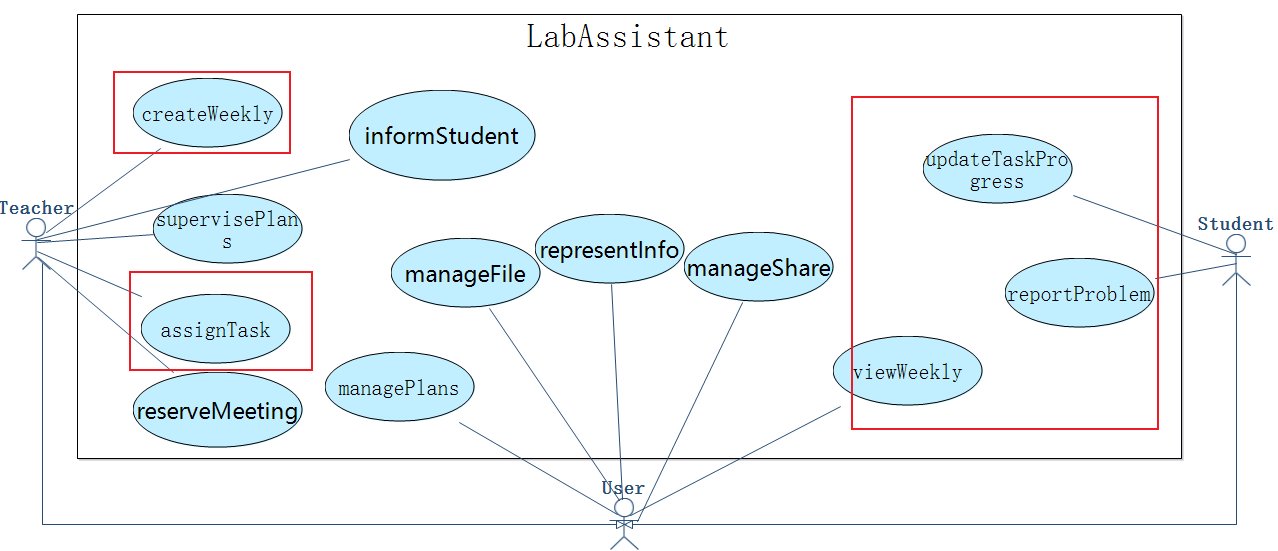 LabAssistant
createWeekly
informStudent
updateTaskPro
gress
Teacher
supervisePlan
s
Student
representInfo
manageFile
manageShare
reportProblem
assignTask
viewWeekly
managePlans
reserveMeeting
User